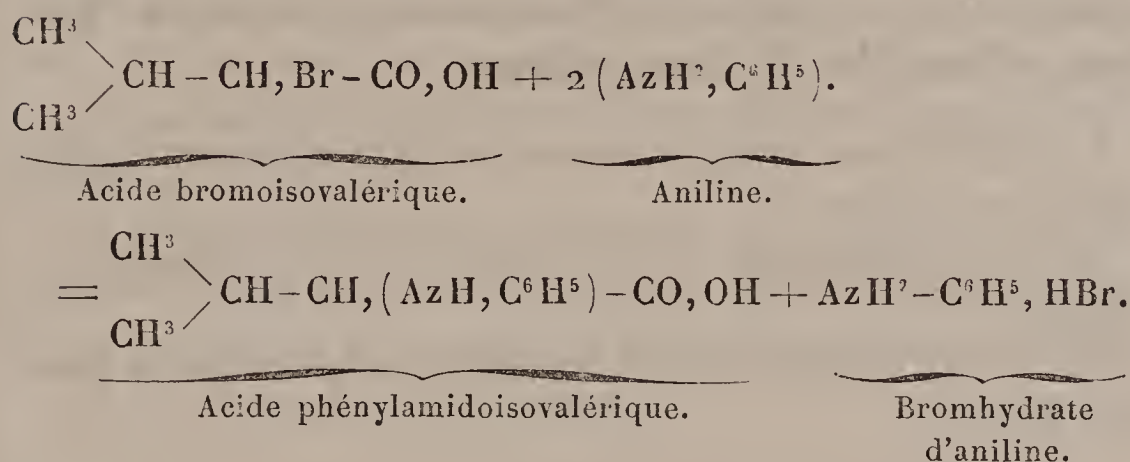 CH³
CH – CH, Br – CO, OH + 2 (AzH², C⁶H⁵).
CH³
Acide bromoisovalérique. Aniline.
CH³
= CH – CH, (AzH, C⁶H⁵) – CO, OH + AzH² – C⁶H⁵, HBr.
CH³
Acide phénylamidoisovalérique. Bromhydrate
d'aniline.